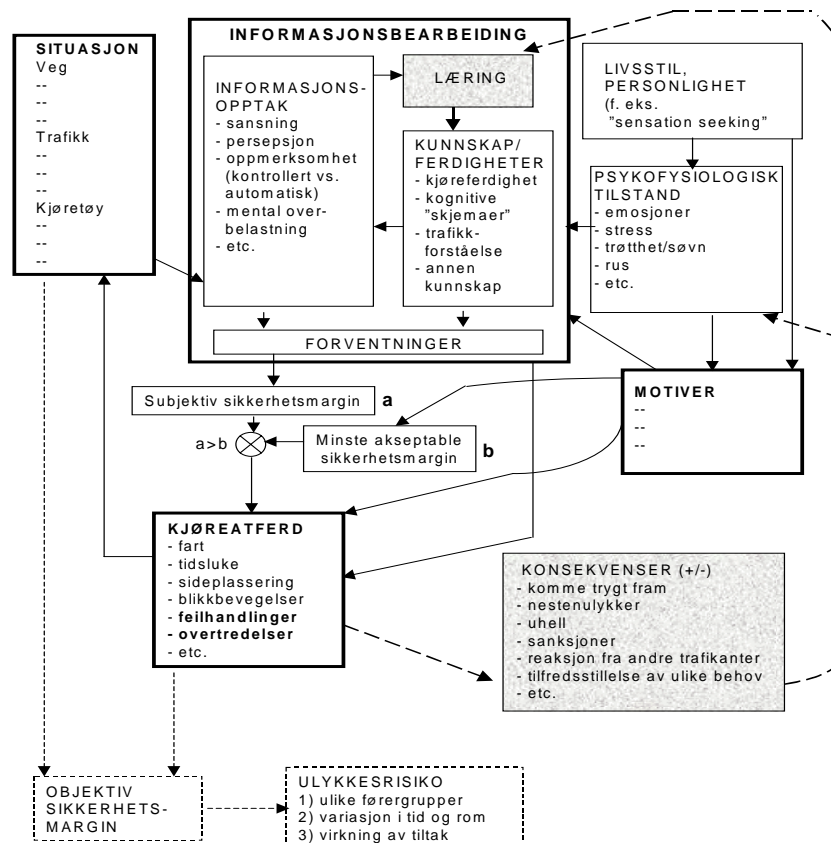 SITUASJON
Veg
--
--
--
Trafikk
--
--
--
Kjøretøy
--
--
--
INFORMASJONSBEARBEIDING
INFORMASJONS-
OPPTAK
- sansning
- persepsjon
- oppmerksomhet
(kontrollert vs.
automatisk)
- mental over-
belastning
- etc.
LÆRING
KUNNSKAP/
FERDIGHETER
- kjøreferdighet
- kognitive
"skjemaer"
- trafikk-
forståelse
- annen
kunnskap
FORVENTNINGER
LIVSSTIL,
PERSONLIGHET
(f. eks.
"sensation seeking"
PSYKOFYSIOLOGISK
TILSTAND
- emosjoner
- stress
- trøtthet/søvn
- rus
- etc.
MOTIVER
--
--
--
Subjektiv sikkerhetsmargin
a
a>b
Minste akseptable
sikkerhetsmargin
b
KJØREATFERD
- fart
- tidsluke
- sideplassering
- blikkbevegelser
- feilhandlinger
- overtredelser
- etc.
KONSEKVENSER (+/-)
- komme trygt fram
- nestenulykker
- uhell
- sanksjoner
- reaksjon fra andre trafikanter
- tilfredsstillelse av ulike behov
- etc.
OBJEKTIV
SIKKERHETS-
MARGIN
ULYKKESRISIKO
1) ulike førergrupper
2) variasjon i tid og rom
3) virkning av tiltak